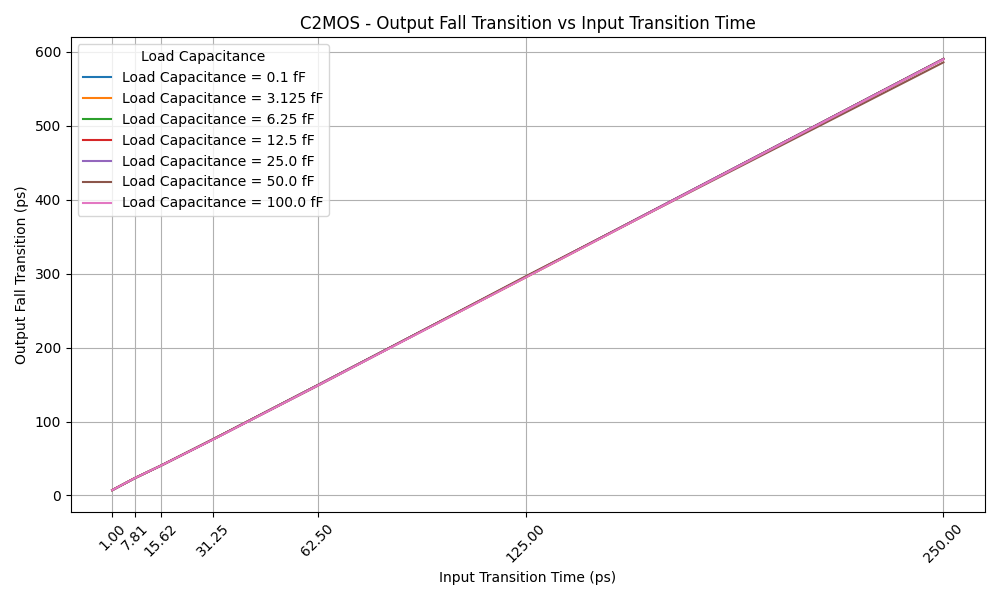 C2MOS - Output Fall Transition vs Input Transition Time
Load Capacitance
Load Capacitance = 0.1 fF
Load Capacitance = 3.125 fF
Load Capacitance = 6.25 fF
Load Capacitance = 12.5 fF
Load Capacitance = 25.0 fF
Load Capacitance = 50.0 fF
Load Capacitance = 100.0 fF
Output Fall Transition (ps)
600
500
400
300
200
100
0
1.00
7.81
15.62
31.25
62.50
125.00
250.00
Input Transition Time (ps)